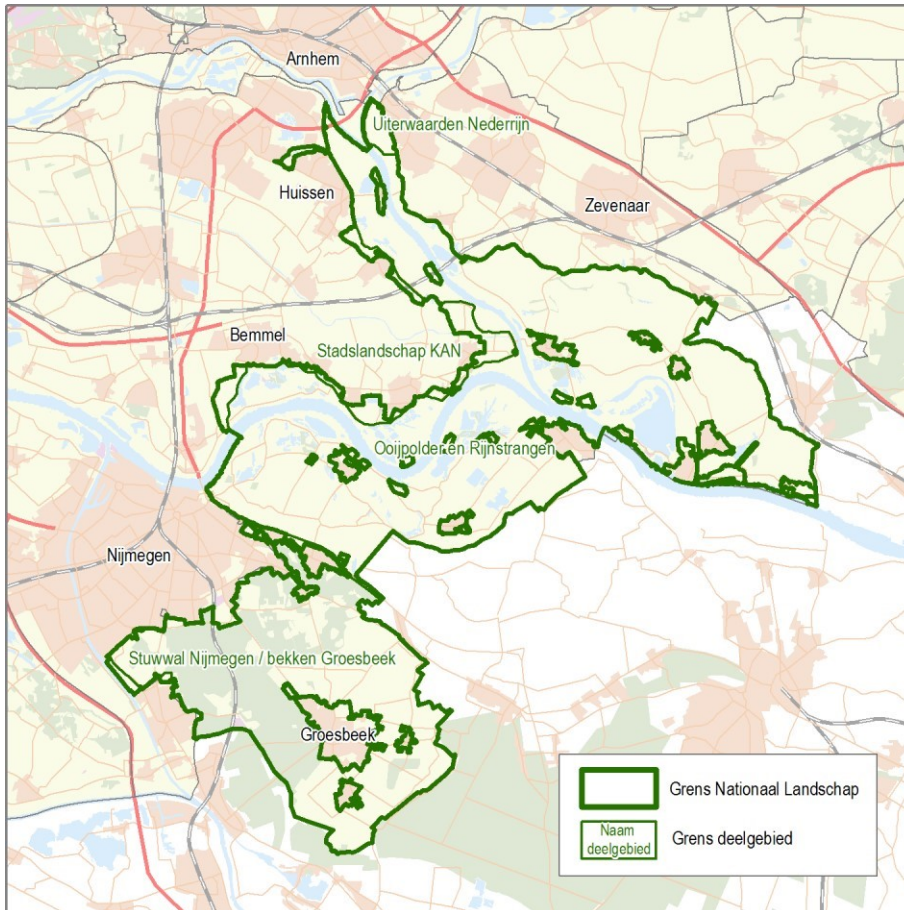 Arnhem
Uiterwaarden Nederrijn
Huissen
Zevenaar
Bemmel
Stadslandschap KAN
Ooijpolder en Rijnstrangen
Nijmegen
Stuwwal Nijmegen / bekken Groesbeek
Groesbeek
Grens Nationaal Landschap
Naam
deelgebied
Grens deelgebied